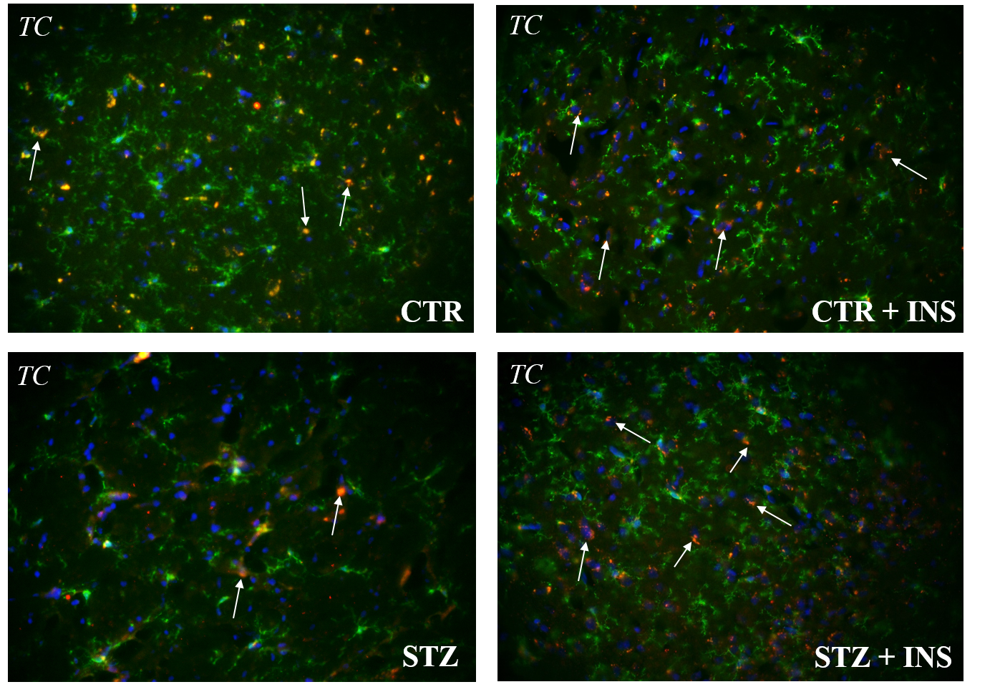 TC
CTR
TC
CTR + INS
TC
STZ
TC
STZ + INS